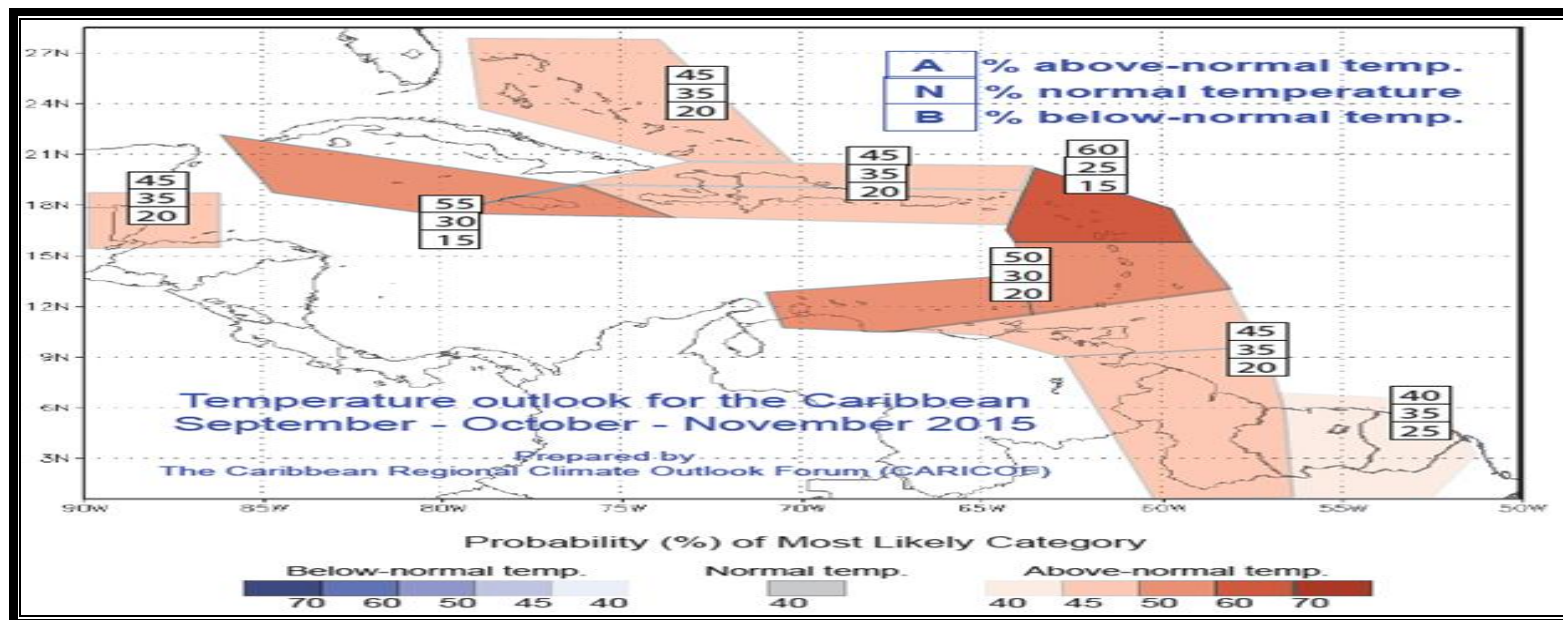 27N
24N
21N
18N
15N
12N
9N
6N
3N
A % above-normal temp.
N % normal temperature
B % below-normal temp.
45
35
20
45
35
20
60
25
15
45
35
20
55
30
15
50
30
20
45
35
20
40
35
25
Temperature outlook for the Caribbean
September - October - November 2015
Prepared by
The Caribbean Regional Climate Outlook Forum (CARICOF)
90W 85W 80W 75W 70W 65W 60W 55W 50W
Probability (%) of Most Likely Category
Below-normal temp. Normal temp. Above-normal temp.
70 60 50 45 40 40 40 45 50 60 70